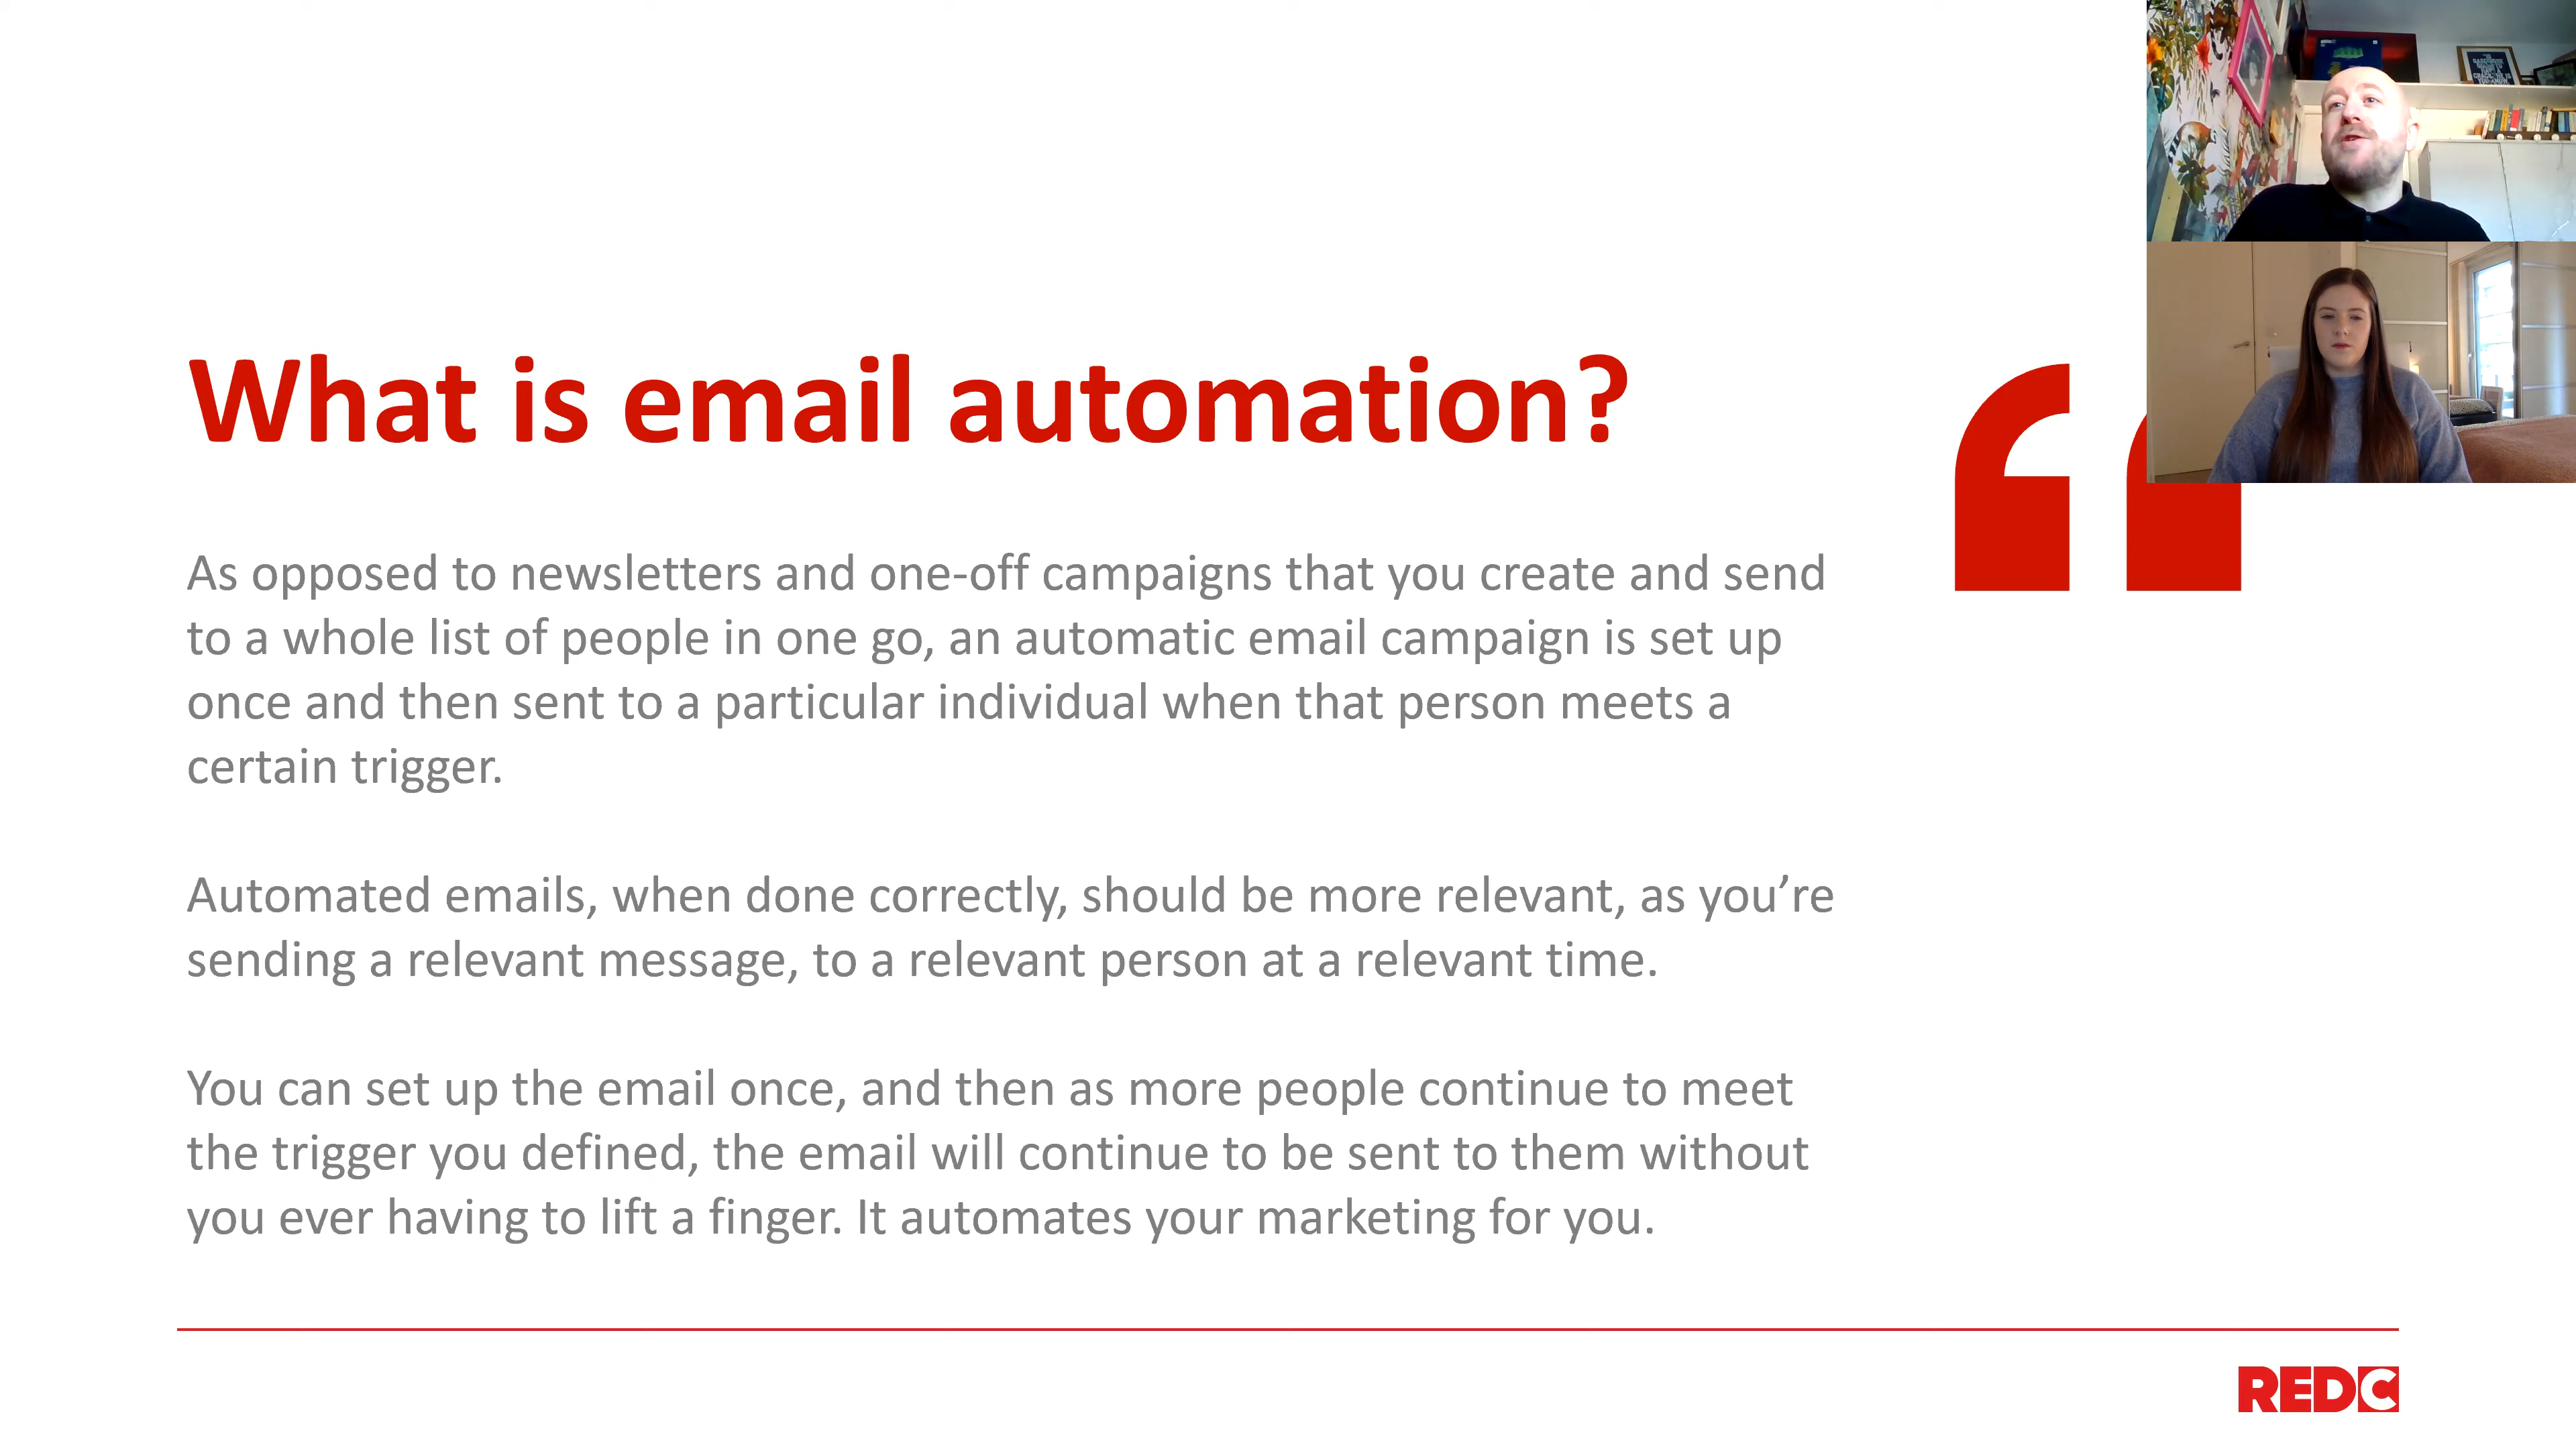 What is email automation?
As opposed to newsletters and one-off campaigns that you create and send
to a whole list of people in one go, an automatic email campaign is set up
once and then sent to a particular individual when that person meets a
certain trigger.
Automated emails, when done correctly, should be more relevant, as you’re
sending a relevant message, to a relevant person at a relevant time.
You can set up the email once, and then as more people continue to meet
the trigger you defined, the email will continue to be sent to them without
you ever having to lift a finger. It automates your marketing for you.
REDC